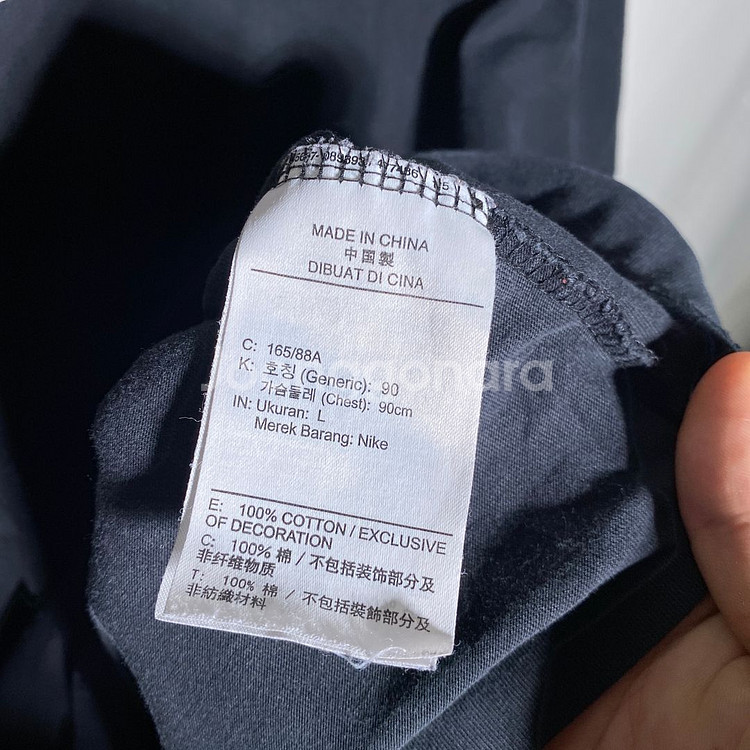 MADE IN CHINA
中国製
DIBUAT DI CINA
C: 165/88A
K: 호칭 (Generic): 90
가슴둘레 (Chest): 90cm
IN: Ukuran: L
Merek Barang: Nike
E: 100% COTTON / EXCLUSIVE
OF DECORATION
C: 100% 棉 / 不包括装饰部分及
非纤维物质
T: 100% 棉 / 不包括裝飾部分及
非紡織材料